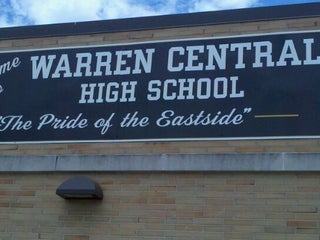 WARREN CENTRAL
HIGH SCHOOL
"The Pride of the Eastside"